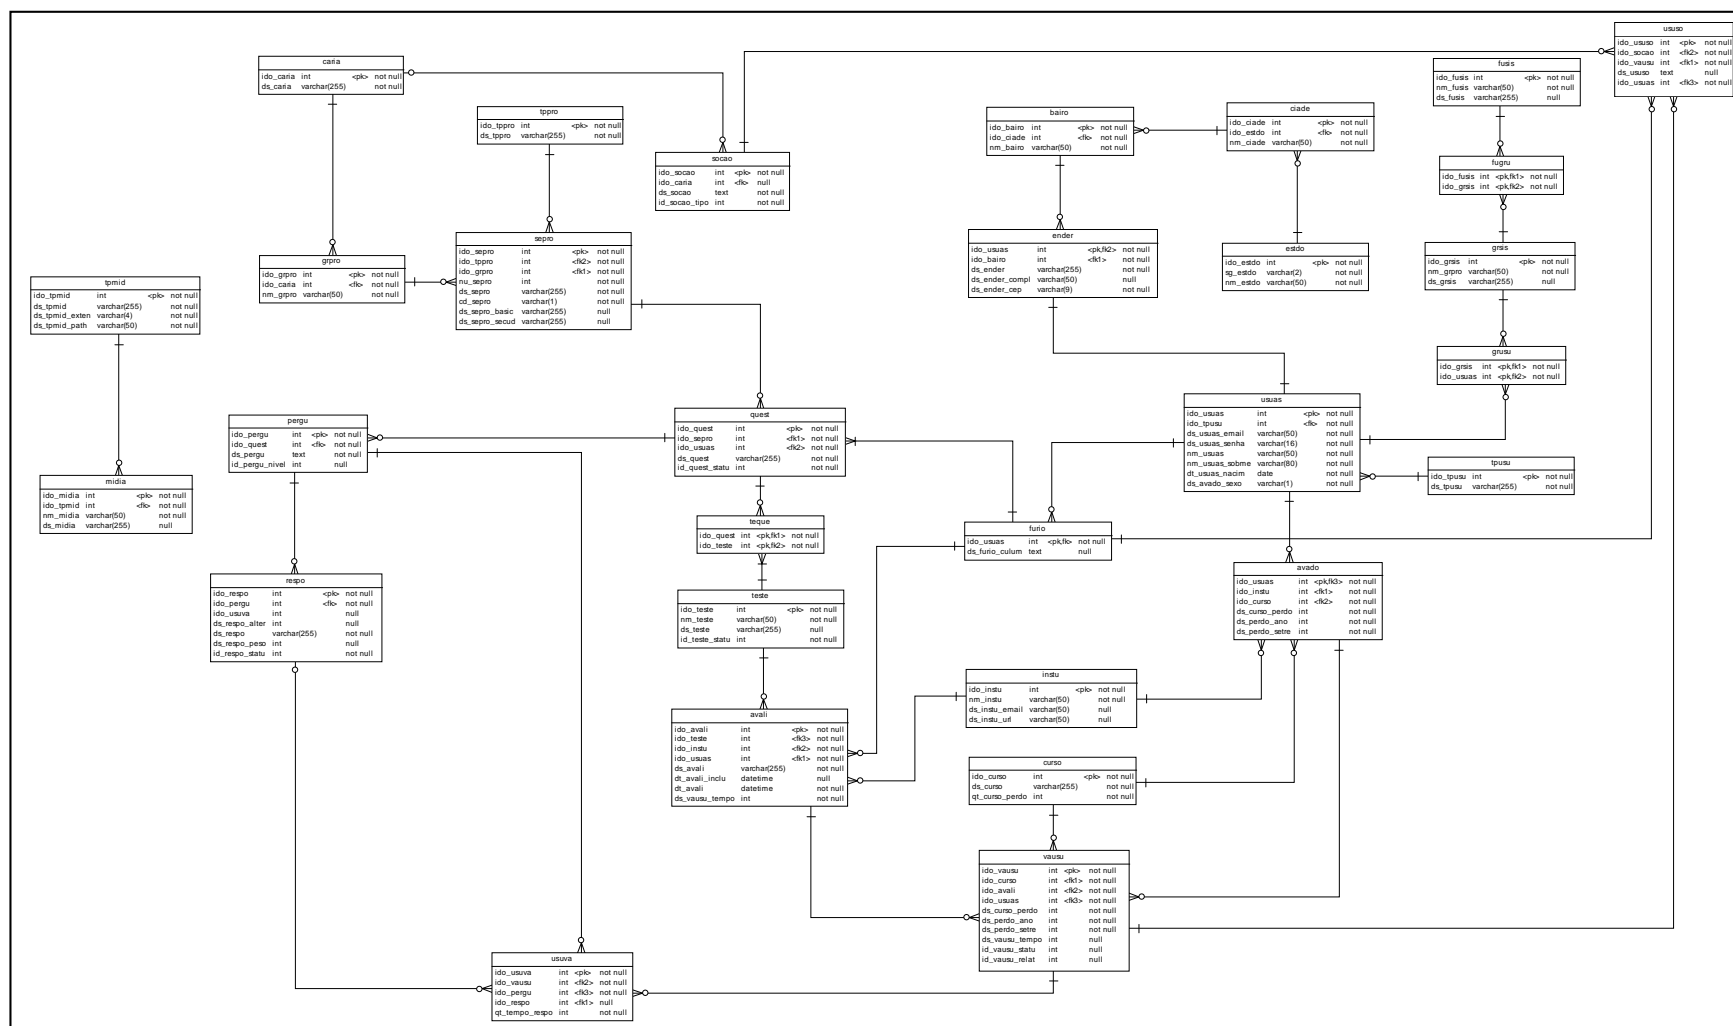 ususo
ido_ususo int <pk> not null
ido_socao int <fk2> not null
ido_vausu int <fk1> not null
ds_ususo text null
ido_usuas int <fk3> not null
caria
ido_caria int <pk> not null
ds_caria varchar(255) not null
fusis
ido_fusis int <pk> not null
nm_fusis varchar(50) not null
ds_fusis varchar(255) null
tppro
ido_tppro int <pk> not null
ds_tppro varchar(255) not null
bairo
ido_bairo int <pk> not null
ido_ciade int <fk> not null
nm_bairo varchar(50) not null
ciade
ido_ciade int <pk> not null
ido_estdo int <fk> not null
nm_ciade varchar(50) not null
socao
ido_socao int <pk> not null
ido_caria int <fk> null
ds_socao text not null
id_socao_tipo int not null
fugru
ido_fusis int <pk,fk1> not null
ido_grsis int <pk,fk2> not null
sepro
ido_sepro int <pk> not null
ido_tppro int <fk2> not null
ido_grpro int <fk1> not null
nu_sepro int not null
ds_sepro varchar(255) not null
cd_sepro varchar(1) not null
ds_sepro_basic varchar(255) null
ds_sepro_secud varchar(255) null
ender
ido_usuas int <pk,fk2> not null
ido_bairo int <fk1> not null
ds_ender varchar(255) not null
ds_ender_compl varchar(50) null
ds_ender_cep varchar(9) not null
estdo
ido_estdo int <pk> not null
sg_estdo varchar(2) not null
nm_estdo varchar(50) not null
grsis
ido_grsis int <pk> not null
nm_grpro varchar(50) not null
ds_grsis varchar(255) null
grpro
ido_grpro int <pk> not null
ido_caria int <fk> not null
nm_grpro varchar(50) not null
tpmid
ido_tpmid int <pk> not null
ds_tpmid varchar(255) not null
ds_tpmid_exten varchar(4) not null
ds_tpmid_path varchar(50) not null
grusu
ido_grsis int <pk,fk1> not null
ido_usuas int <pk,fk2> not null
usuas
ido_usuas int <pk> not null
ido_tpusu int <fk> not null
ds_usuas_email varchar(50) not null
ds_usuas_senha varchar(16) not null
nm_usuas varchar(50) not null
nm_usuas_sobme varchar(80) not null
dt_usuas_nacim date not null
ds_avado_sexo varchar(1) not null
quest
ido_quest int <pk> not null
ido_sepro int <fk1> not null
ido_usuas int <fk2> not null
ds_quest varchar(255) not null
id_quest_statu int not null
pergu
ido_pergu int <pk> not null
ido_quest int <fk> not null
ds_pergu text not null
id_pergu_nivel int null
tpusu
ido_tpusu int <pk> not null
ds_tpusu varchar(255) not null
midia
ido_midia int <pk> not null
ido_tpmid int <fk> not null
nm_midia varchar(50) not null
ds_midia varchar(255) null
teque
ido_quest int <pk,fk1> not null
ido_teste int <pk,fk2> not null
furio
ido_usuas int <pk,fk> not null
ds_furio_culum text null
avado
ido_usuas int <pk,fk3> not null
ido_instu int <fk1> not null
ido_curso int <fk2> not null
ds_curso_perdo int not null
ds_perdo_ano int not null
ds_perdo_setre int not null
respo
ido_respo int <pk> not null
ido_pergu int <fk> not null
ido_usuva int null
ds_respo_alter int null
ds_respo varchar(255) not null
ds_respo_peso int null
id_respo_statu int not null
teste
ido_teste int <pk> not null
nm_teste varchar(50) not null
ds_teste varchar(255) null
id_teste_statu int not null
instu
ido_instu int <pk> not null
nm_instu varchar(50) not null
ds_instu_email varchar(50) null
ds_instu_url varchar(50) null
avali
ido_avali int <pk> not null
ido_teste int <fk3> not null
ido_instu int <fk2> not null
ido_usuas int <fk1> not null
ds_avali varchar(255) not null
dt_avali_inclu datetime null
dt_avali datetime not null
ds_vausu_tempo int not null
curso
ido_curso int <pk> not null
ds_curso varchar(255) not null
qt_curso_perdo int not null
vausu
ido_vausu int <pk> not null
ido_curso int <fk1> not null
ido_avali int <fk2> not null
ido_usuas int <fk3> not null
ds_curso_perdo int not null
ds_perdo_ano int not null
ds_perdo_setre int not null
ds_vausu_tempo int null
id_vausu_statu int null
id_vausu_relat int null
usuva
ido_usuva int <pk> not null
ido_vausu int <fk2> not null
ido_pergu int <fk3> not null
ido_respo int <fk1> null
qt_tempo_respo int not null